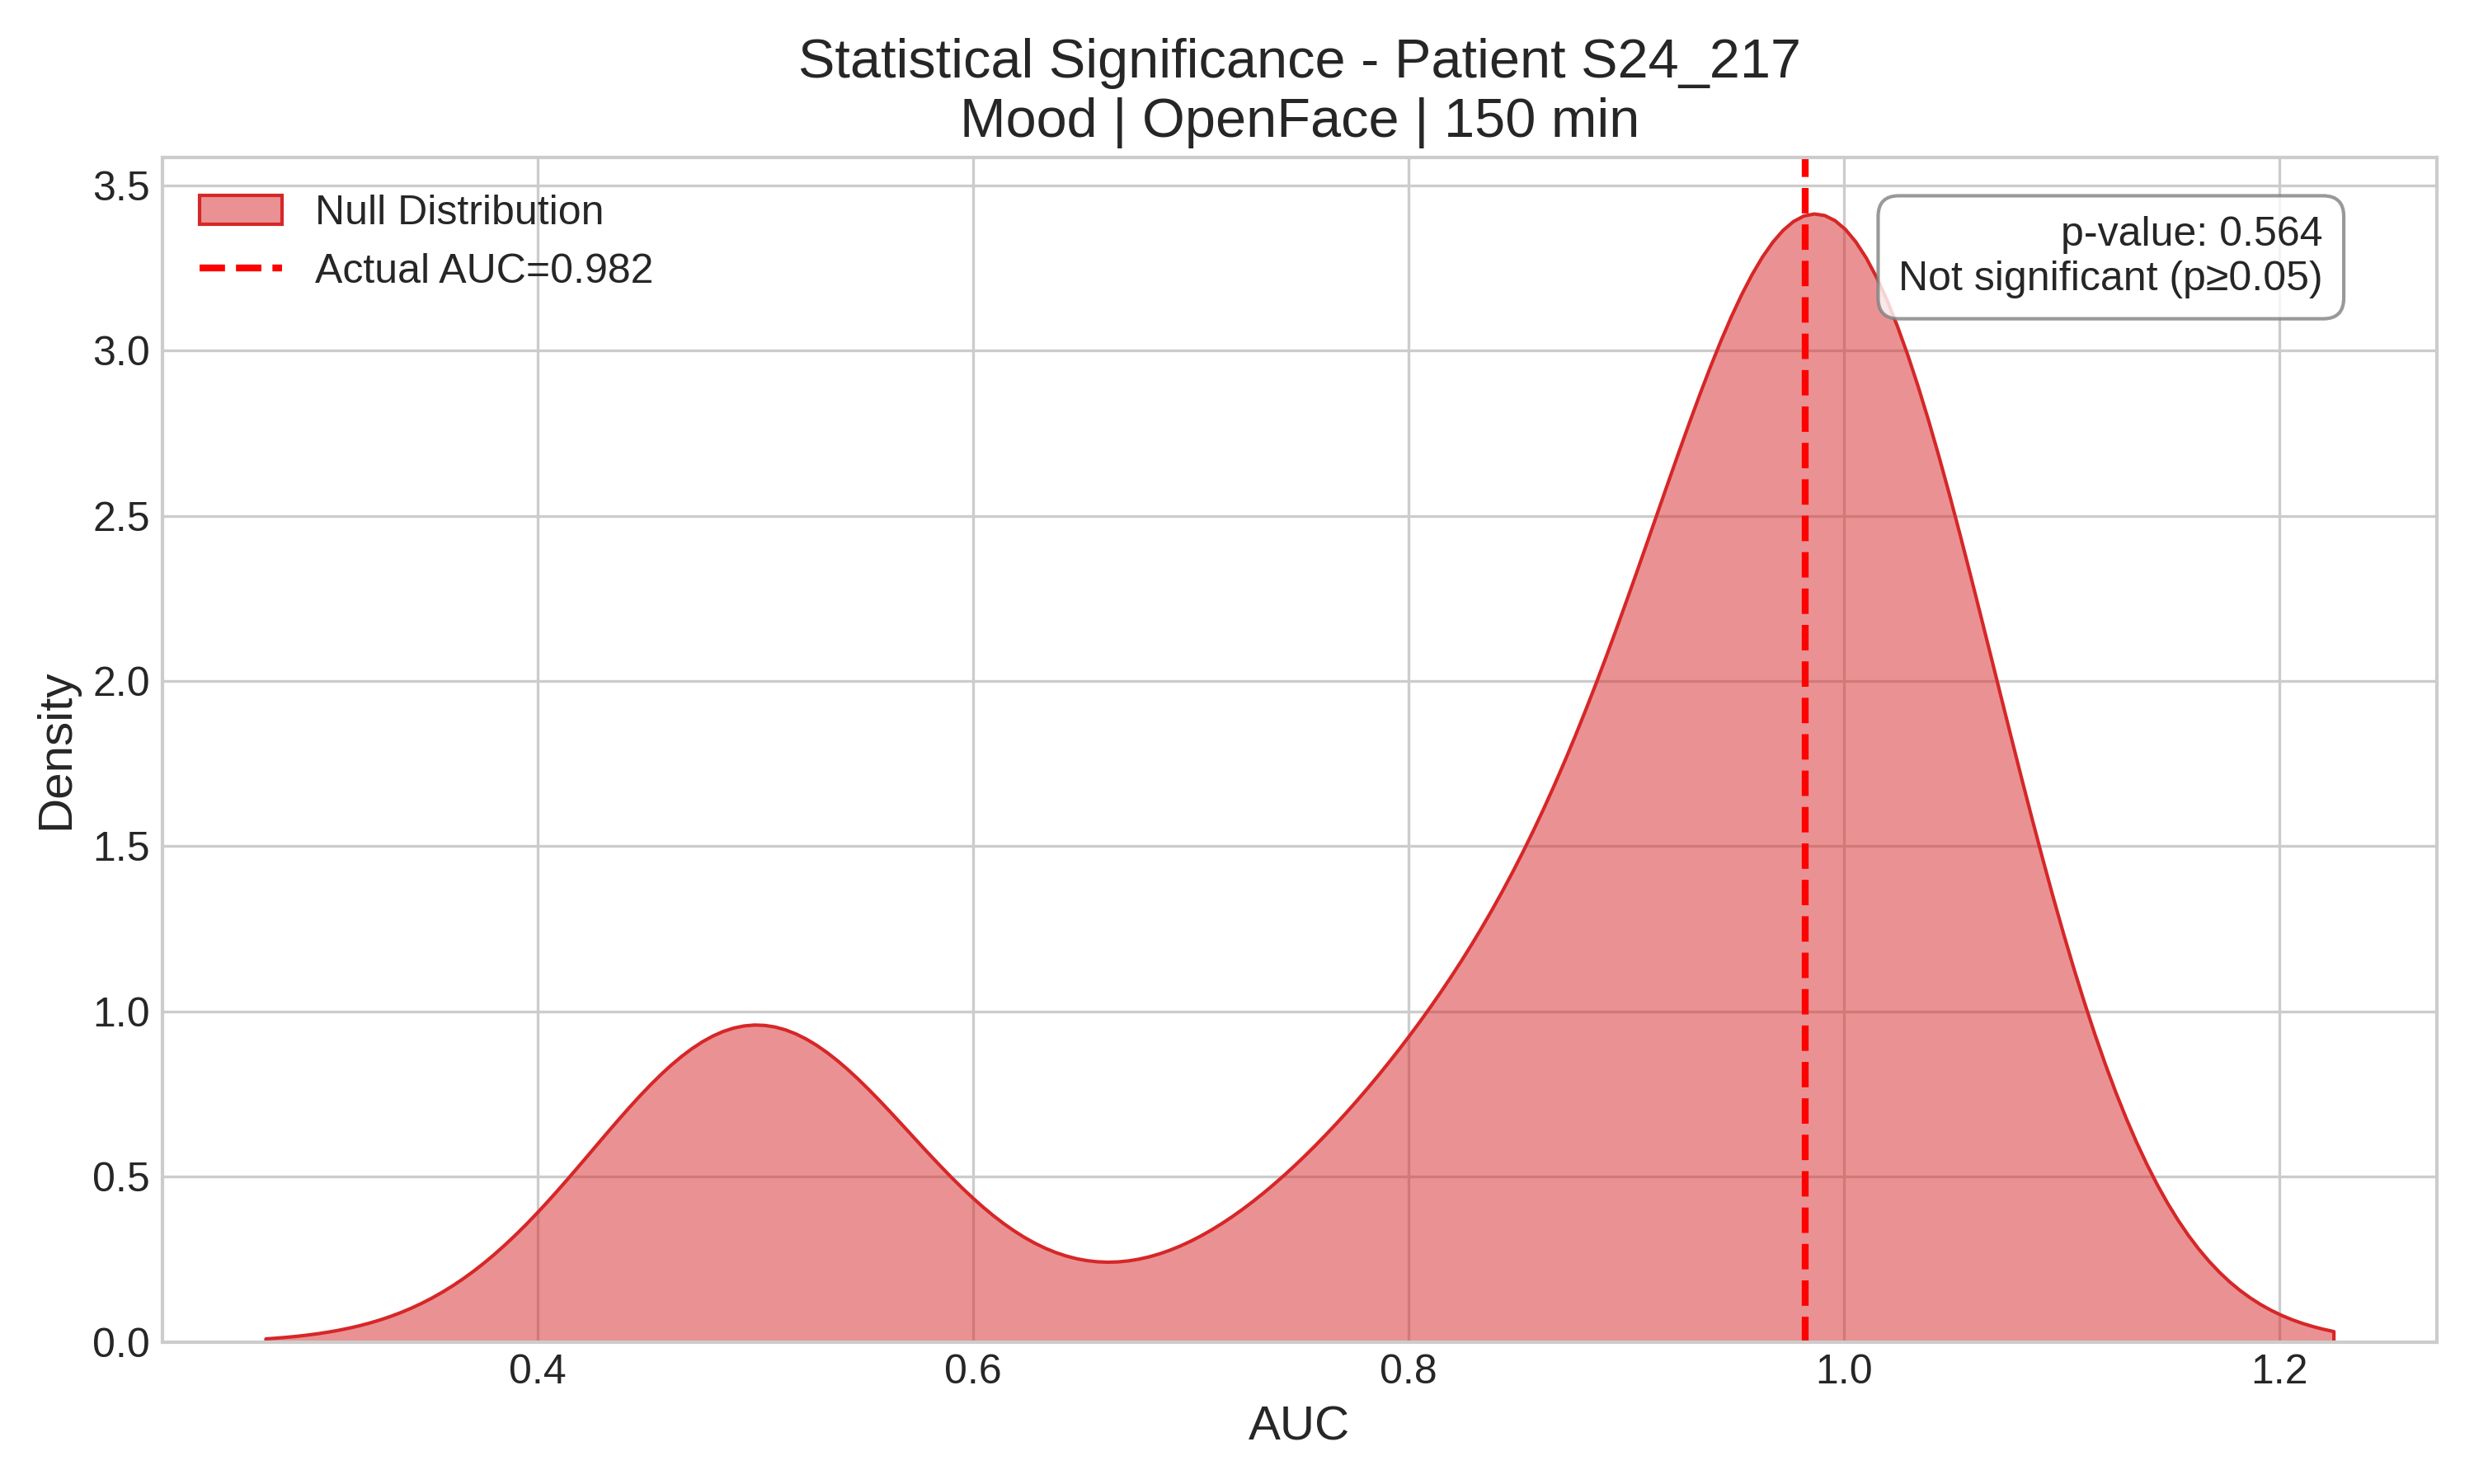 Statistical Significance - Patient S24_217
Mood | OpenFace | 150 min
Null Distribution
Actual AUC=0.982
p-value: 0.564
Not significant (p≥0.05)
Density
3.5
3.0
2.5
2.0
1.5
1.0
0.5
0.0
0.4
0.6
0.8
1.0
1.2
AUC